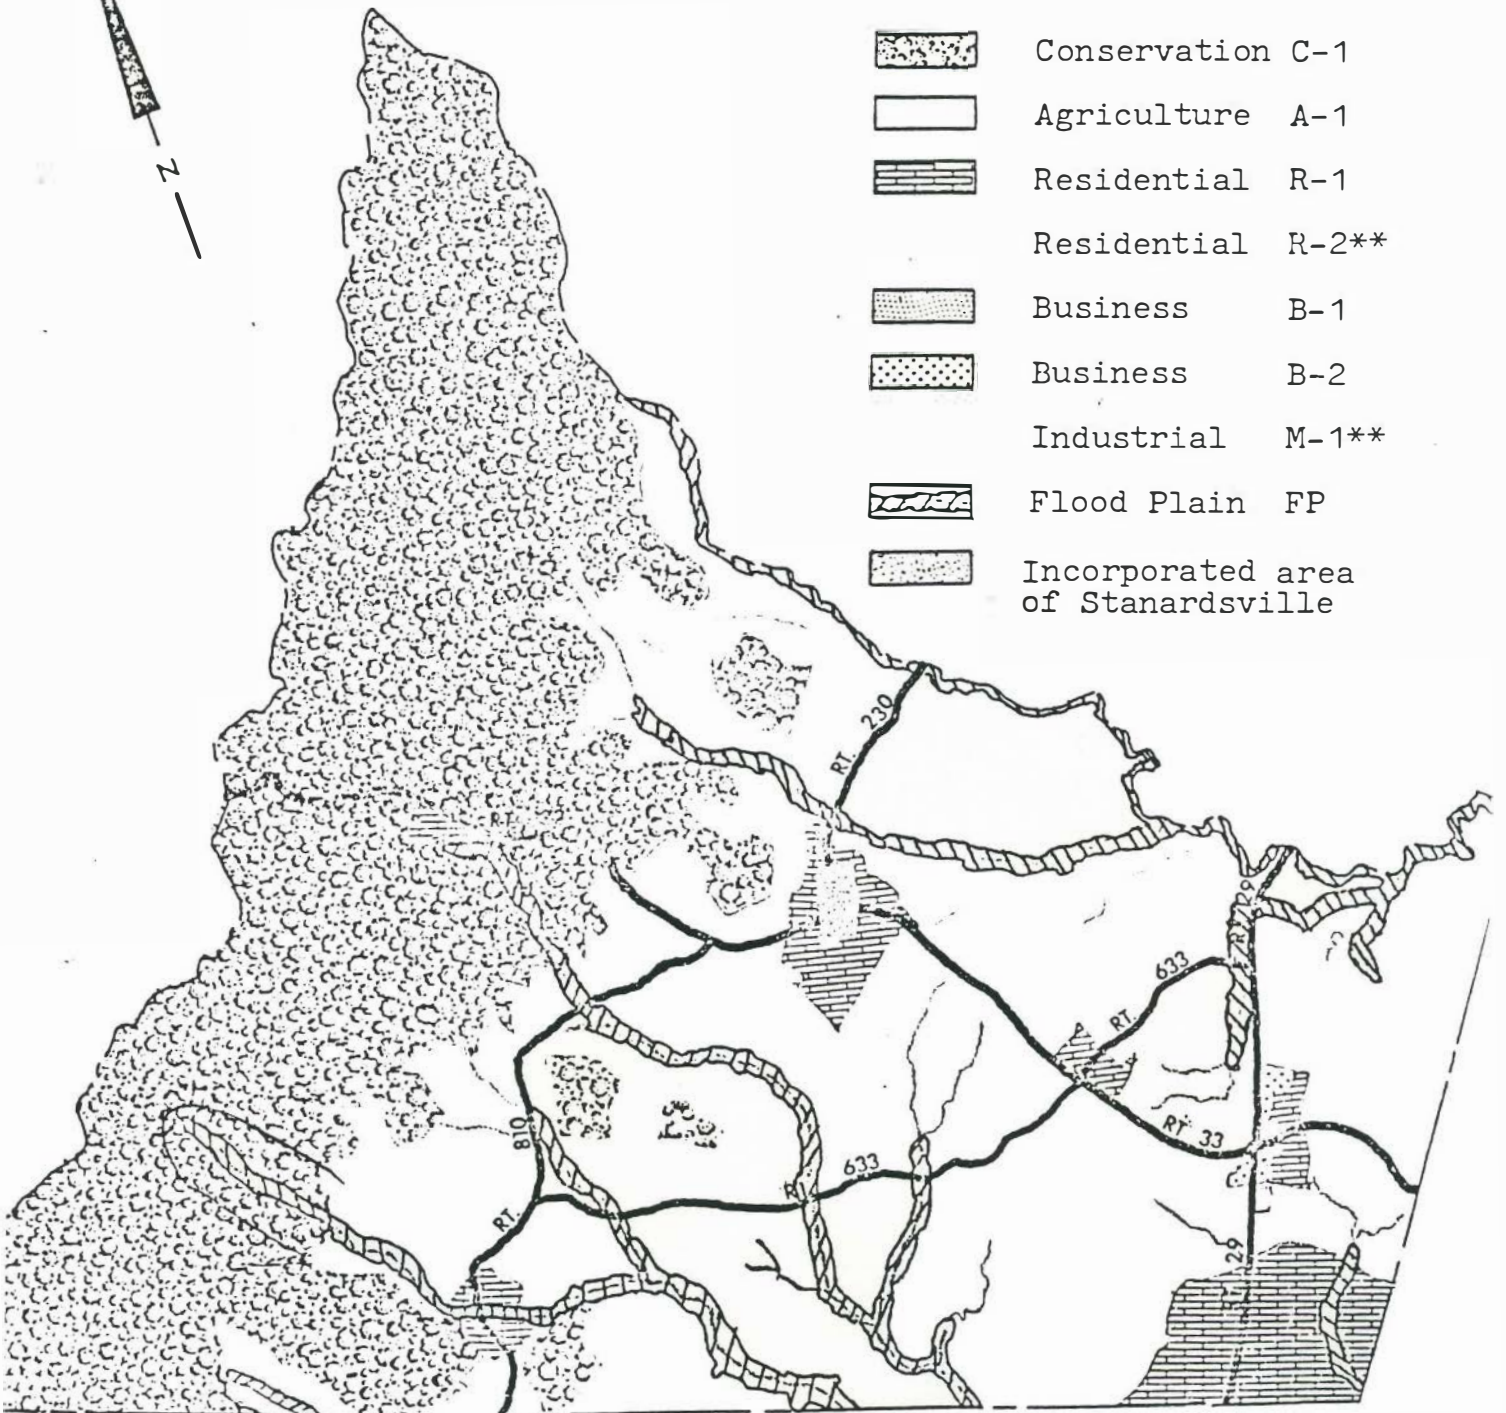 Conservation C-1
Agriculture A-1
Residential R-1
Residential R-2**
Business B-1
Business B-2
Industrial M-1**
Flood Plain FP
Incorporated area
of Stanardsville
N
RT. 230
RT.
RT. 29
RT. 633
RT. 33
810
633
RT.
29